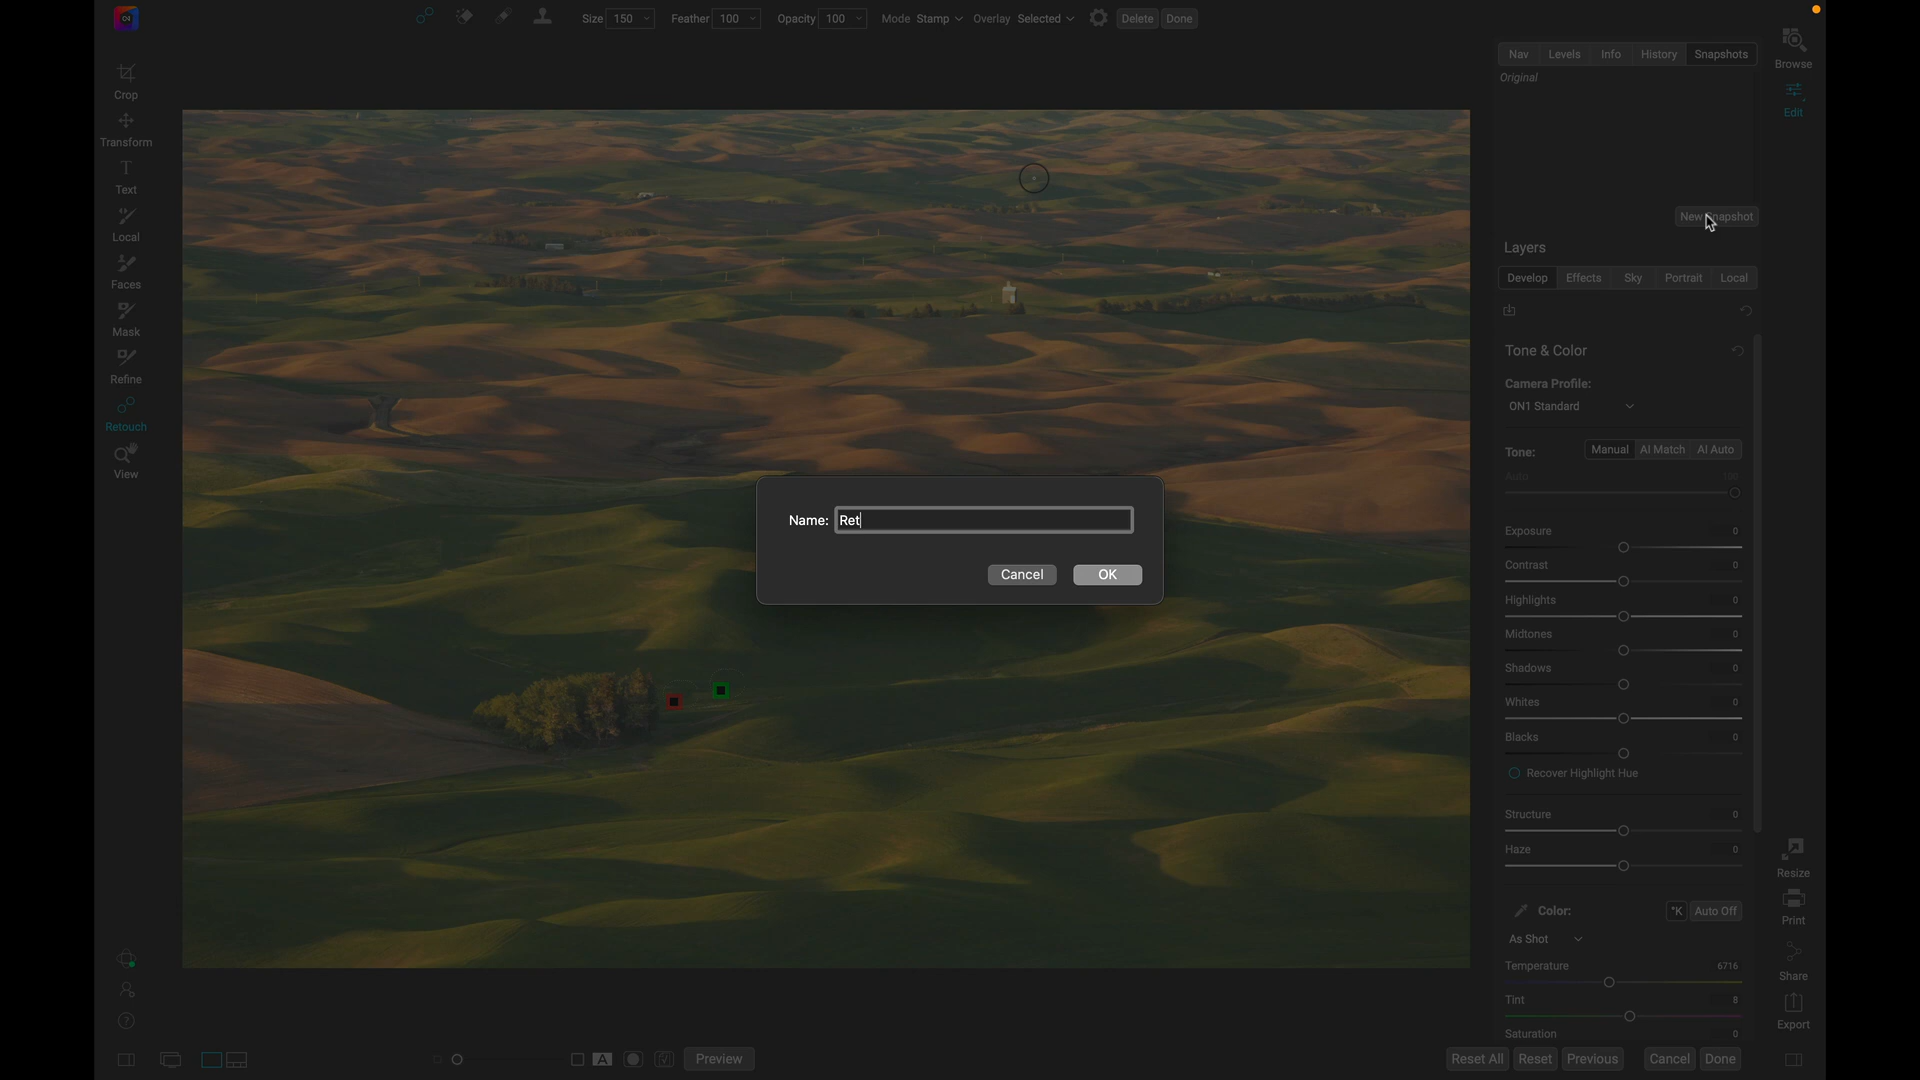 Size 150 Feather 100 Opacity 100 Mode Stamp Overlay Selected Delete Done
Crop
Transform
Text
Local
Faces
Mask
Refine
Retouch
View
Nav Levels Info History Snapshots
Original
New Snapshot
Browse
Edit
Layers
Develop Effects Sky Portrait Local
Tone & Color
Camera Profile:
ON1 Standard
Tone: Manual AI Match AI Auto
Auto 100
Exposure 0
Contrast 0
Highlights 0
Midtones 0
Shadows 0
Whites 0
Blacks 0
Recover Highlight Hue
Structure 0
Haze 0
Color: °K Auto Off
As Shot
Temperature 6716
Tint 8
Saturation 0
Name: Ret
Cancel OK
Resize
Print
Share
Export
?
A Preview
Reset All Reset Previous Cancel Done